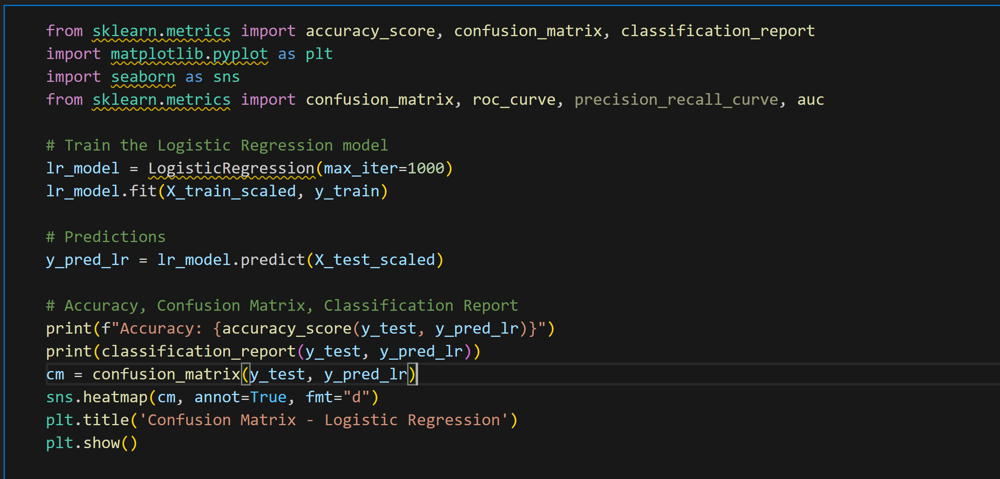 from sklearn.metrics import accuracy_score, confusion_matrix, classification_report
import matplotlib.pyplot as plt
import seaborn as sns
from sklearn.metrics import confusion_matrix, roc_curve, precision_recall_curve, auc
# Train the Logistic Regression model
lr_model = LogisticRegression(max_iter=1000)
lr_model.fit(X_train_scaled, y_train)
# Predictions
y_pred_lr = lr_model.predict(X_test_scaled)
# Accuracy, Confusion Matrix, Classification Report
print(f"Accuracy: {accuracy_score(y_test, y_pred_lr)}")
print(classification_report(y_test, y_pred_lr))
cm = confusion_matrix(y_test, y_pred_lr)
sns.heatmap(cm, annot=True, fmt="d")
plt.title('Confusion Matrix - Logistic Regression')
plt.show()